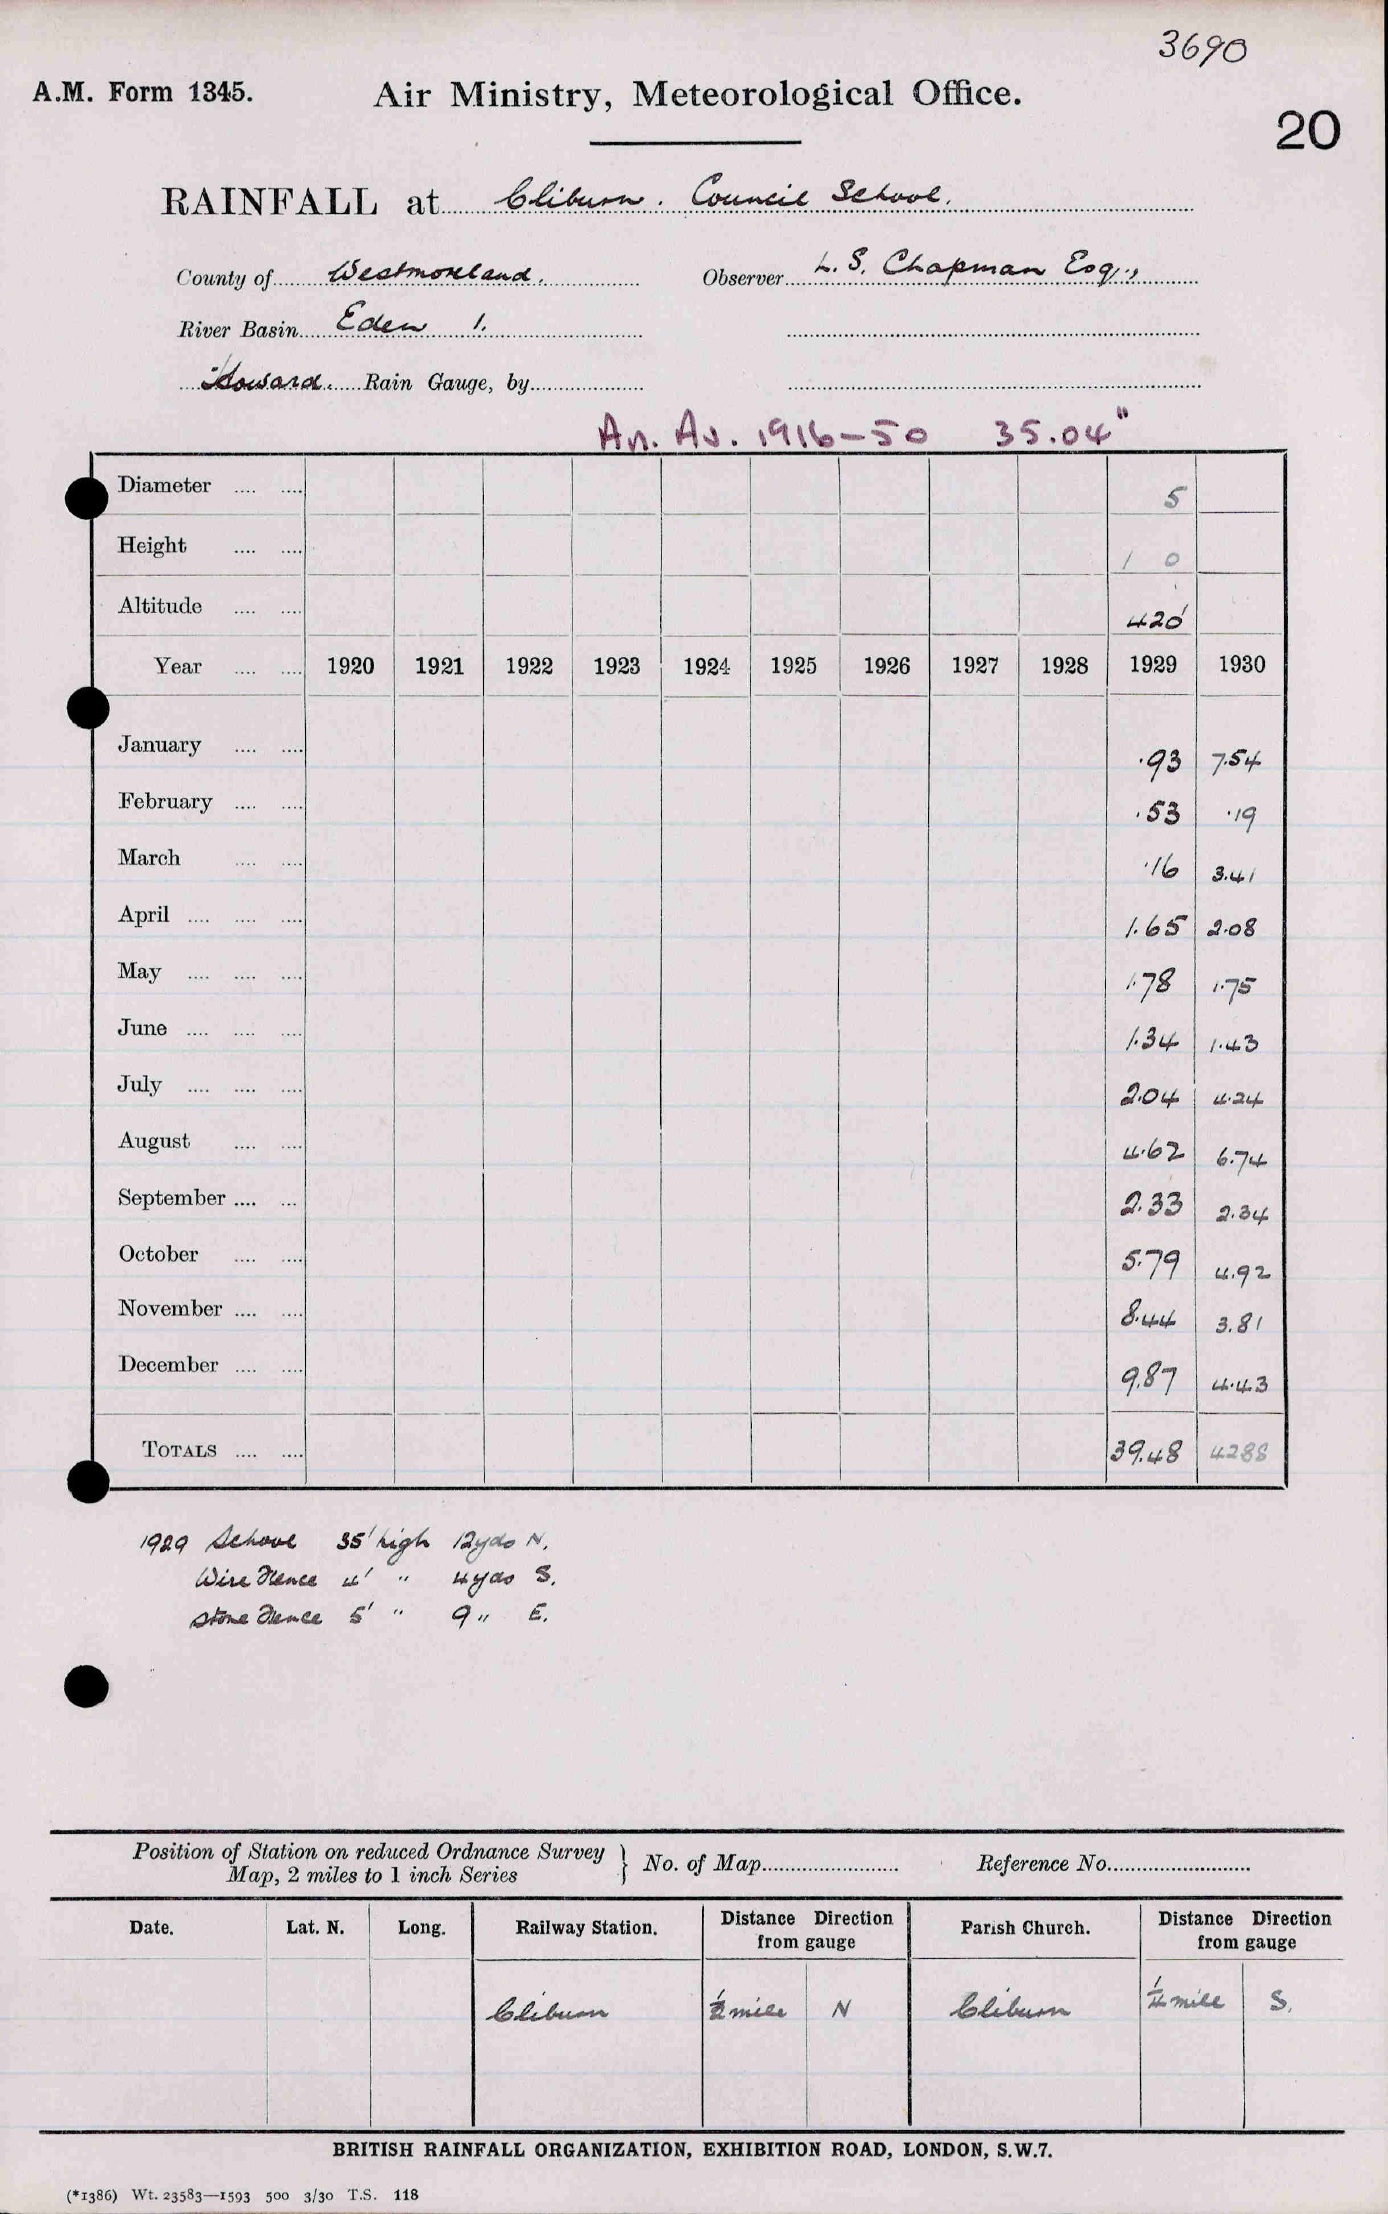 3690
A.M. Form 1345. Air Ministry, Meteorological Office.
20
RAINFALL at Cliburn. Council School.
County of Westmoreland. Observer L. S. Chapman Esq.,
River Basin Eden 1.
Howard. Rain Gauge, by
An. Av. 1916-50 35.04"
Diameter .... .... 5
Height .... .... 1 0
Altitude .... .... 420'
Year .... .... 1920 1921 1922 1923 1924 1925 1926 1927 1928 1929 1930
January .... .... .93 7.54
February .... .... .53 .19
March .... .... .16 3.41
April .... .... .... 1.65 2.08
May .... .... .... 1.78 1.75
June .... .... .... 1.34 1.43
July .... .... .... 2.04 4.24
August .... .... 4.62 6.74
September .... ... 2.33 2.34
October .... .... 5.79 4.92
November .... .... 8.44 3.81
December .... .... 9.87 4.43
TOTALS .... .... 39.48 4288
1929 School 35' high 12yds N.
Wire Fence 4' " 4yds S.
Stone Fence 5' " 9 " E.
Position of Station on reduced Ordnance Survey
Map, 2 miles to 1 inch Series } No. of Map Reference No.
Date. Lat. N. Long. Railway Station. Distance Direction from gauge Parish Church. Distance Direction from gauge
Cliburn ½ mile N Cliburn ¼ mile S.
BRITISH RAINFALL ORGANIZATION, EXHIBITION ROAD, LONDON, S.W.7.
(*1386) Wt. 23583—1593 500 3/30 T.S. 118